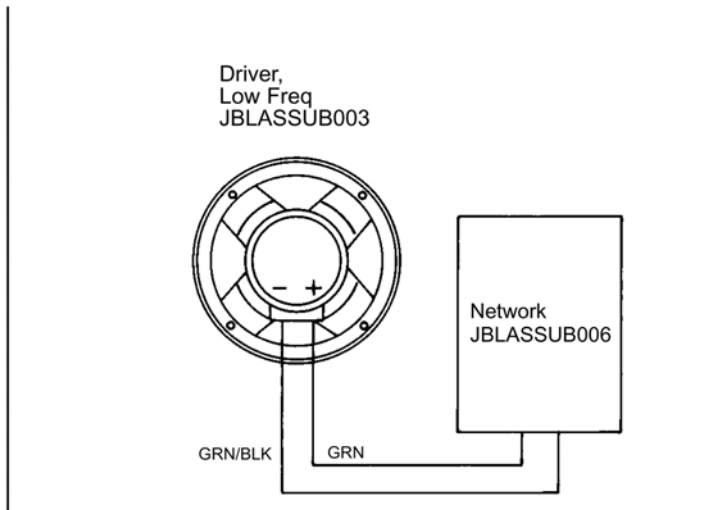 Driver,
Low Freq
JBLASSUB003
- +
Network
JBLASSUB006
GRN/BLK
GRN